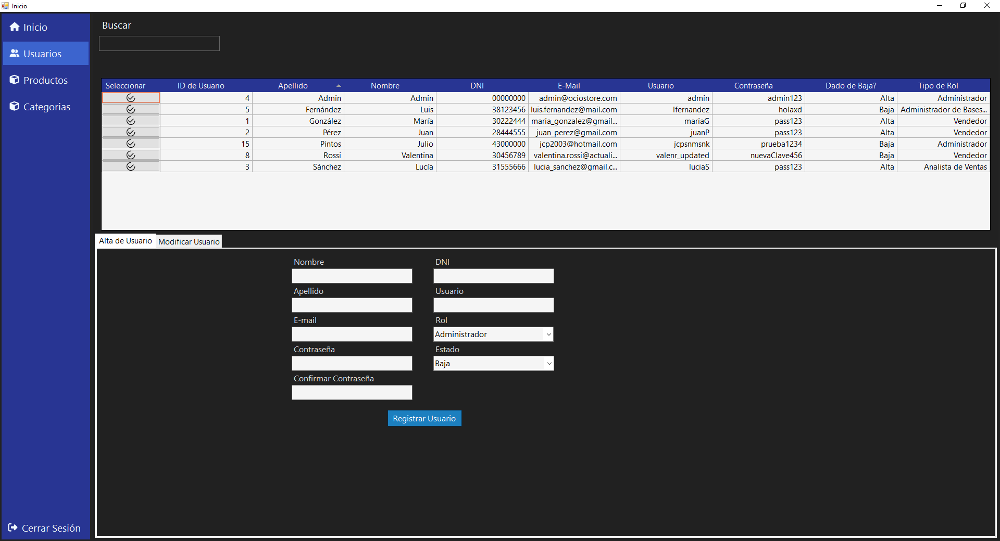 Inicio
Inicio
Usuarios
Productos
Categorias
Cerrar Sesión
Buscar
Seleccionar ID de Usuario Apellido Nombre DNI E-Mail Usuario Contraseña Dado de Baja? Tipo de Rol
4 Admin Admin 00000000 admin@ociostore.com admin admin123 Alta Administrador
5 Fernández Luis 38123456 luis.fernandez@mail.com lfernandez holaxd Baja Administrador de Bases...
1 González María 30222444 maria_gonzalez@gmail... mariaG pass123 Alta Vendedor
2 Pérez Juan 28444555 juan_perez@gmail.com juanP pass123 Alta Vendedor
15 Pintos Julio 43000000 jcp2003@hotmail.com jcpsnmsnk prueba1234 Baja Administrador
8 Rossi Valentina 30456789 valentina.rossi@actuali... valenr_updated nuevaClave456 Baja Vendedor
3 Sánchez Lucía 31555666 lucia_sanchez@gmail.c... luciaS pass123 Alta Analista de Ventas
Alta de Usuario Modificar Usuario
Nombre DNI
Apellido Usuario
E-mail Rol
Administrador
Contraseña Estado
Baja
Confirmar Contraseña
Registrar Usuario